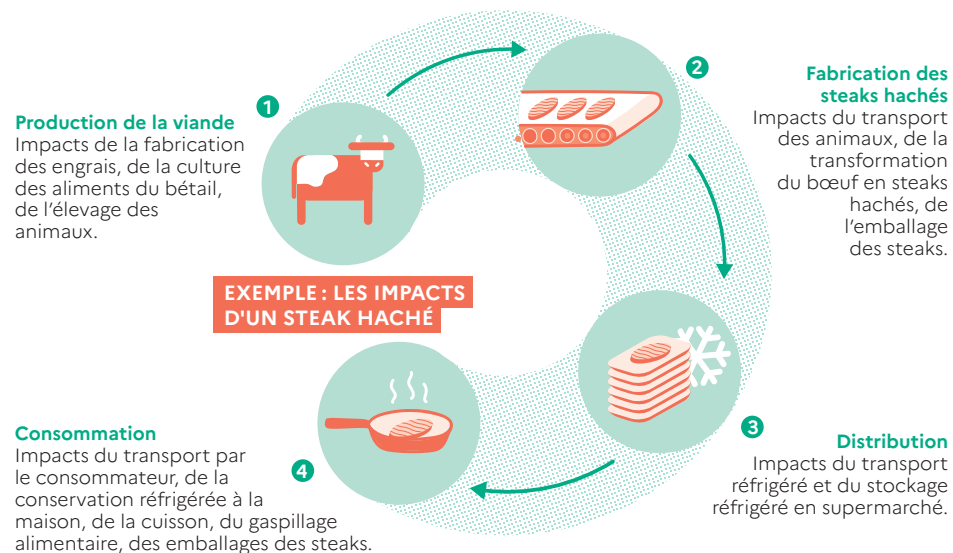 1
Production de la viande
Impacts de la fabrication
des engrais, de la culture
des aliments du bétail,
de l'élevage des
animaux.
2
Fabrication des
steaks hachés
Impacts du transport
des animaux, de la
transformation
du bœuf en steaks
hachés, de
l'emballage
des steaks.
EXEMPLE : LES IMPACTS
D'UN STEAK HACHÉ
3
Distribution
Impacts du transport
réfrigéré et du stockage
réfrigéré en supermarché.
4
Consommation
Impacts du transport par
le consommateur, de la
conservation réfrigérée à la
maison, de la cuisson, du gaspillage
alimentaire, des emballages des steaks.